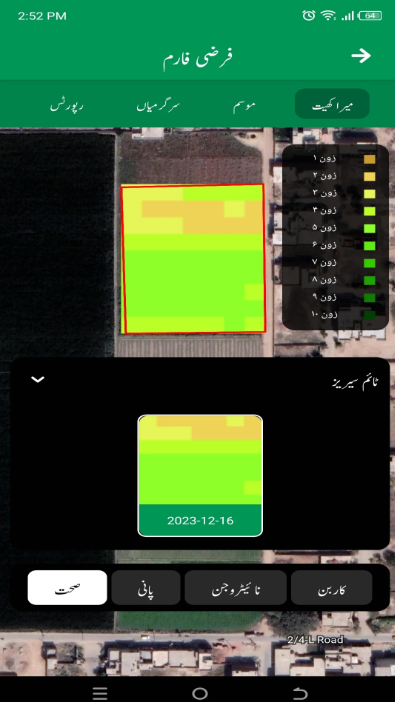 2:52 PM
64
فرضی فارم
میرا کھیت
موسم
سرگرمیاں
رپورٹس
زون ۱
زون ۲
زون ۳
زون ۴
زون ۵
زون ۶
زون ۷
زون ۸
زون ۹
زون ۱۰
ٹائم سیریز
2023-12-16
کاربن
نائیٹروجن
پانی
صحت
2/4-L Road